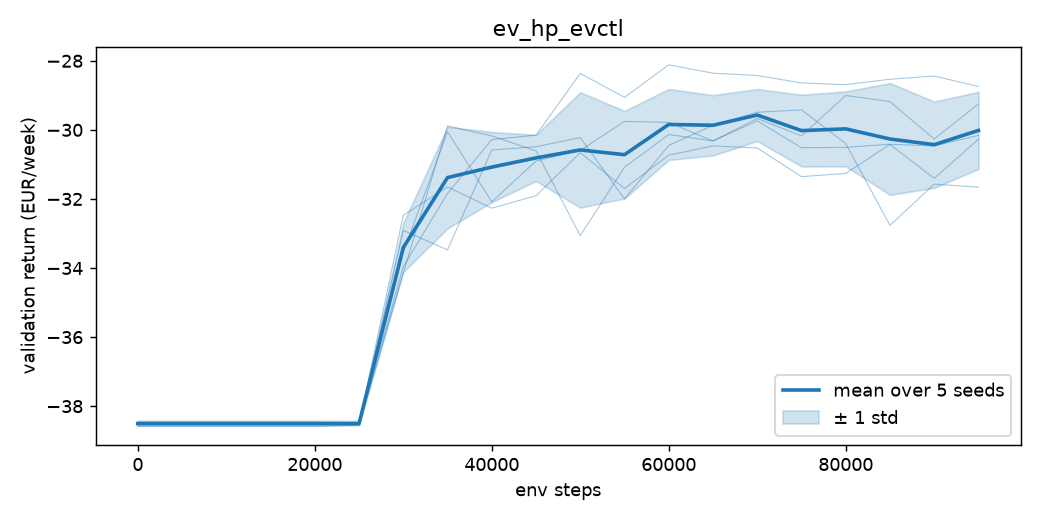 ev_hp_evctl
validation return (EUR/week)
−28
−30
−32
−34
−36
−38
0
20000
40000
60000
80000
env steps
mean over 5 seeds
± 1 std